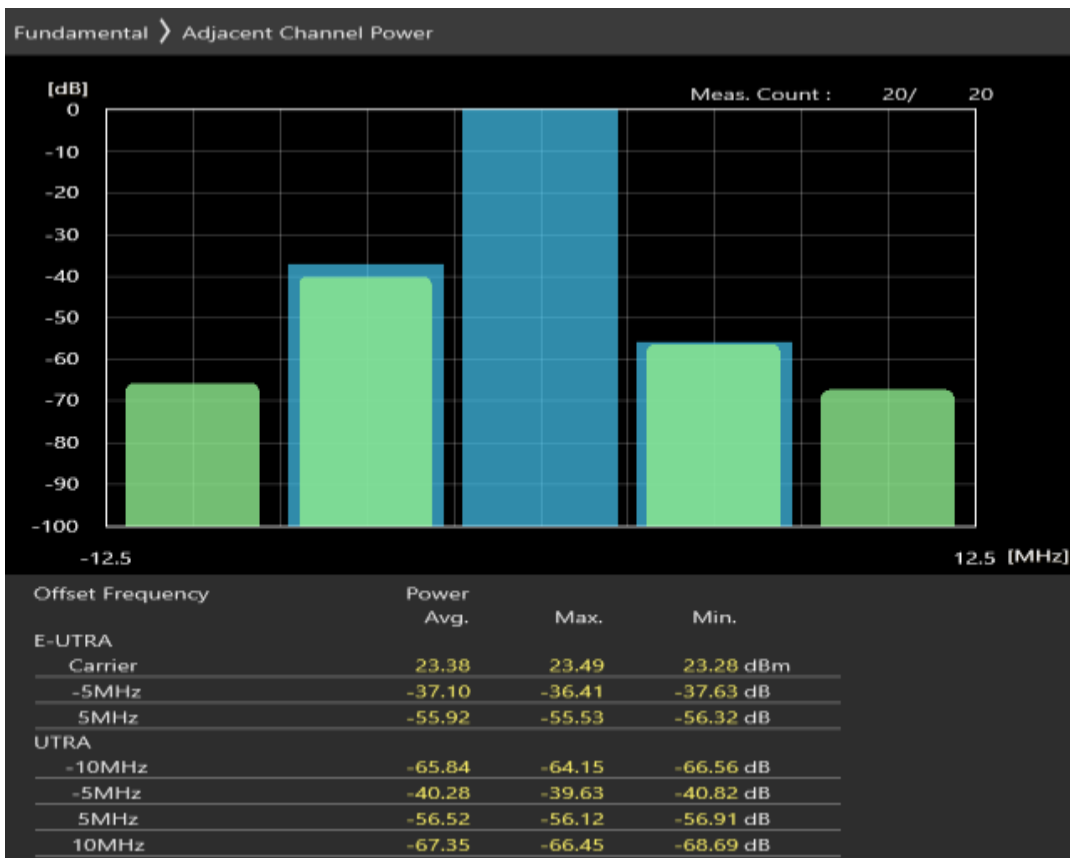 Fundamental 》 Adjacent Channel Power
[dB]
Meas. Count : 20/ 20
0
-10
-20
-30
-40
-50
-60
-70
-80
-90
-100
-12.5 12.5 [MHz]
Offset Frequency Power
Avg. Max. Min.
E-UTRA
Carrier 23.38 23.49 23.28 dBm
-5MHz -37.10 -36.41 -37.63 dB
5MHz -55.92 -55.53 -56.32 dB
UTRA
-10MHz -65.84 -64.15 -66.56 dB
-5MHz -40.28 -39.63 -40.82 dB
5MHz -56.52 -56.12 -56.91 dB
10MHz -67.35 -66.45 -68.69 dB